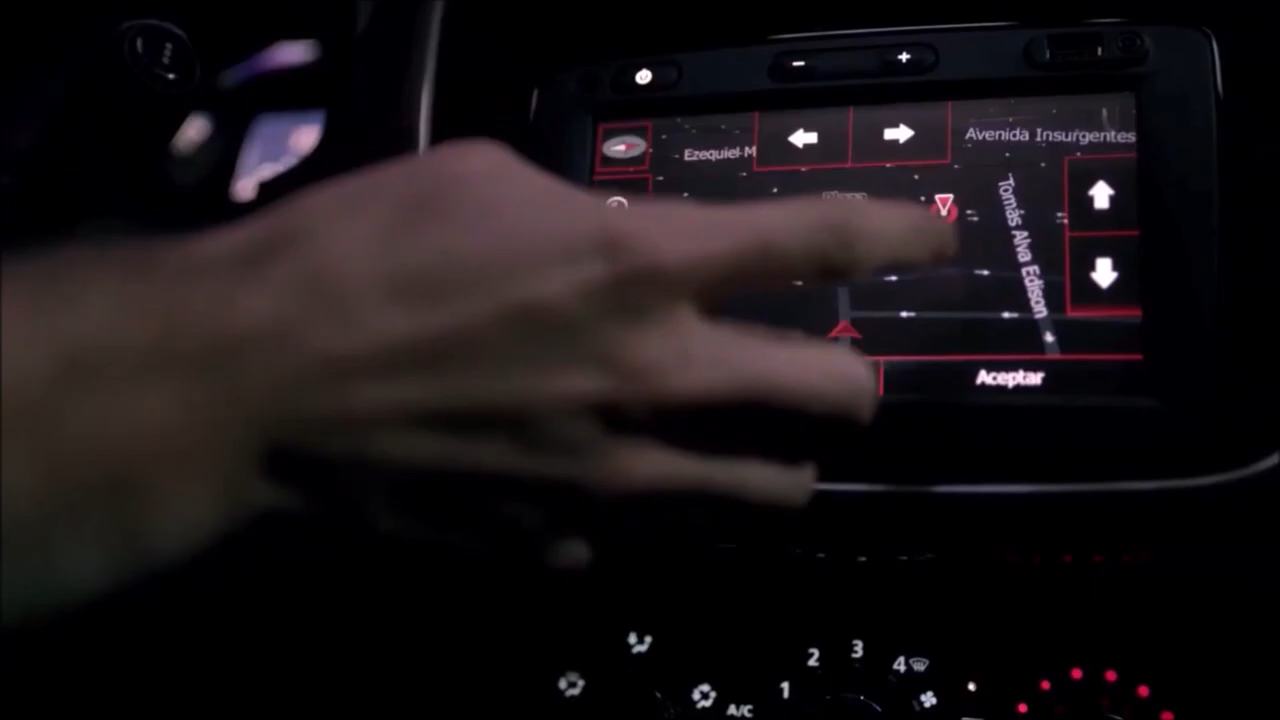 Avenida Insurgentes
Ezequiel M
Tomás Alva Edison
Aceptar
1
2
3
4
A/C